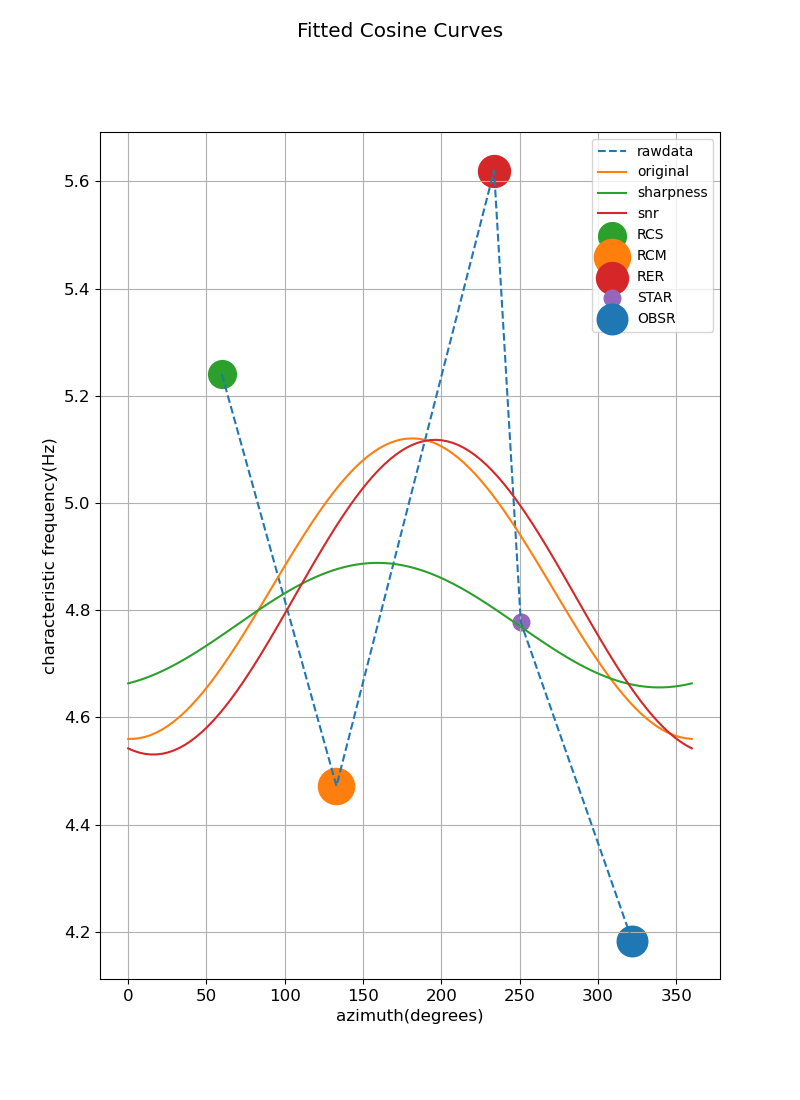 Fitted Cosine Curves
rawdata
original
sharpness
snr
RCS
RCM
RER
STAR
OBSR
5.6
5.4
5.2
5.0
4.8
4.6
4.4
4.2
characteristic frequency(Hz)
0 50 100 150 200 250 300 350
azimuth(degrees)